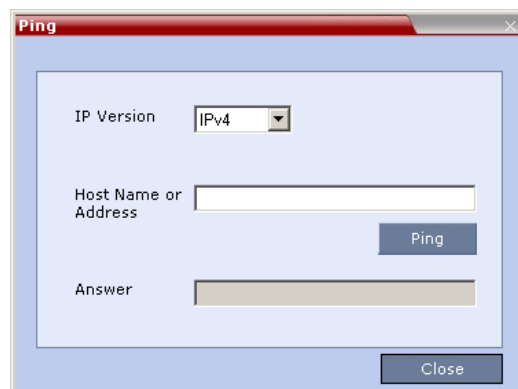 Ping
IP Version
IPv4
Host Name or
Address
Ping
Answer
Close